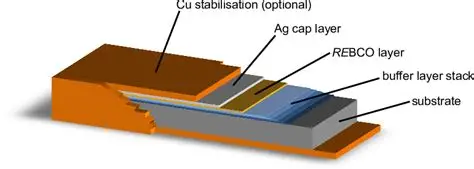 Cu stabilisation (optional)
Ag cap layer
REBCO layer
buffer layer stack
substrate